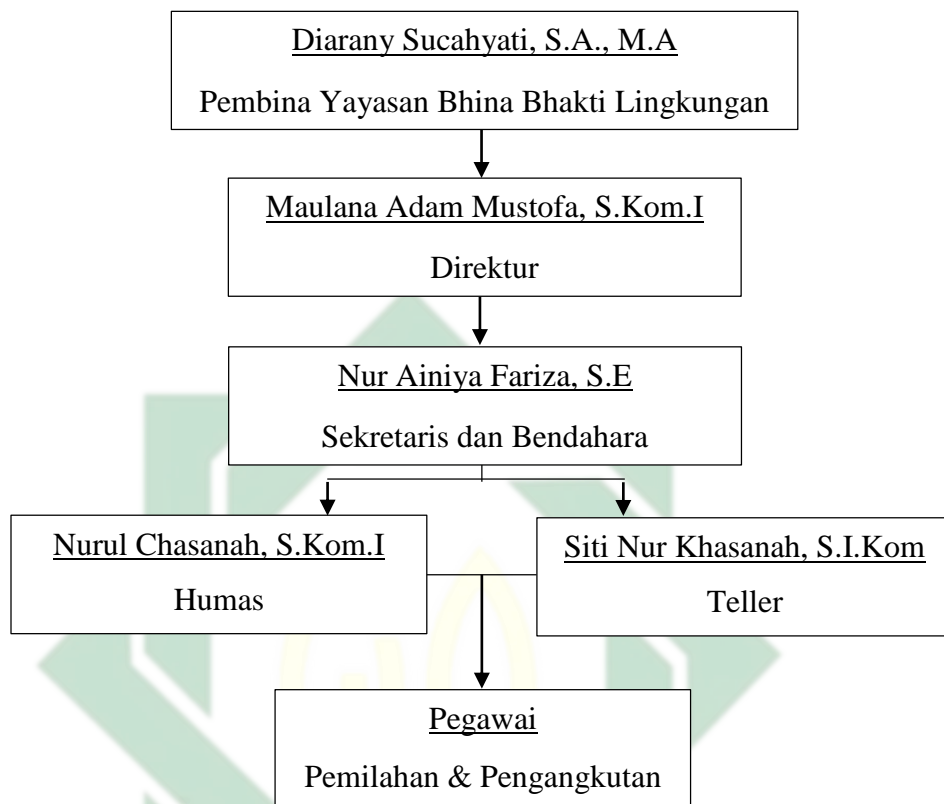 Diarany Sucahyati, S.A., M.A
Pembina Yayasan Bhina Bhakti Lingkungan
Maulana Adam Mustofa, S.Kom.I
Direktur
Nur Ainiya Fariza, S.E
Sekretaris dan Bendahara
Nurul Chasanah, S.Kom.I
Humas
Siti Nur Khasanah, S.I.Kom
Teller
Pegawai
Pemilahan & Pengangkutan